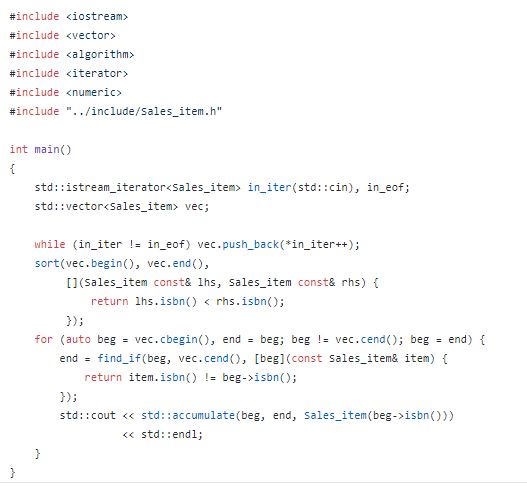 #include <iostream>
#include <vector>
#include <algorithm>
#include <iterator>
#include <numeric>
#include "../include/Sales_item.h"

int main()
{
    std::istream_iterator<Sales_item> in_iter(std::cin), in_eof;
    std::vector<Sales_item> vec;

    while (in_iter != in_eof) vec.push_back(*in_iter++);
    sort(vec.begin(), vec.end(),
         [](Sales_item const& lhs, Sales_item const& rhs) {
             return lhs.isbn() < rhs.isbn();
         });
    for (auto beg = vec.cbegin(), end = beg; beg != vec.cend(); beg = end) {
        end = find_if(beg, vec.cend(), [beg](const Sales_item& item) {
            return item.isbn() != beg->isbn();
        });
        std::cout << std::accumulate(beg, end, Sales_item(beg->isbn()))
                  << std::endl;
    }
}